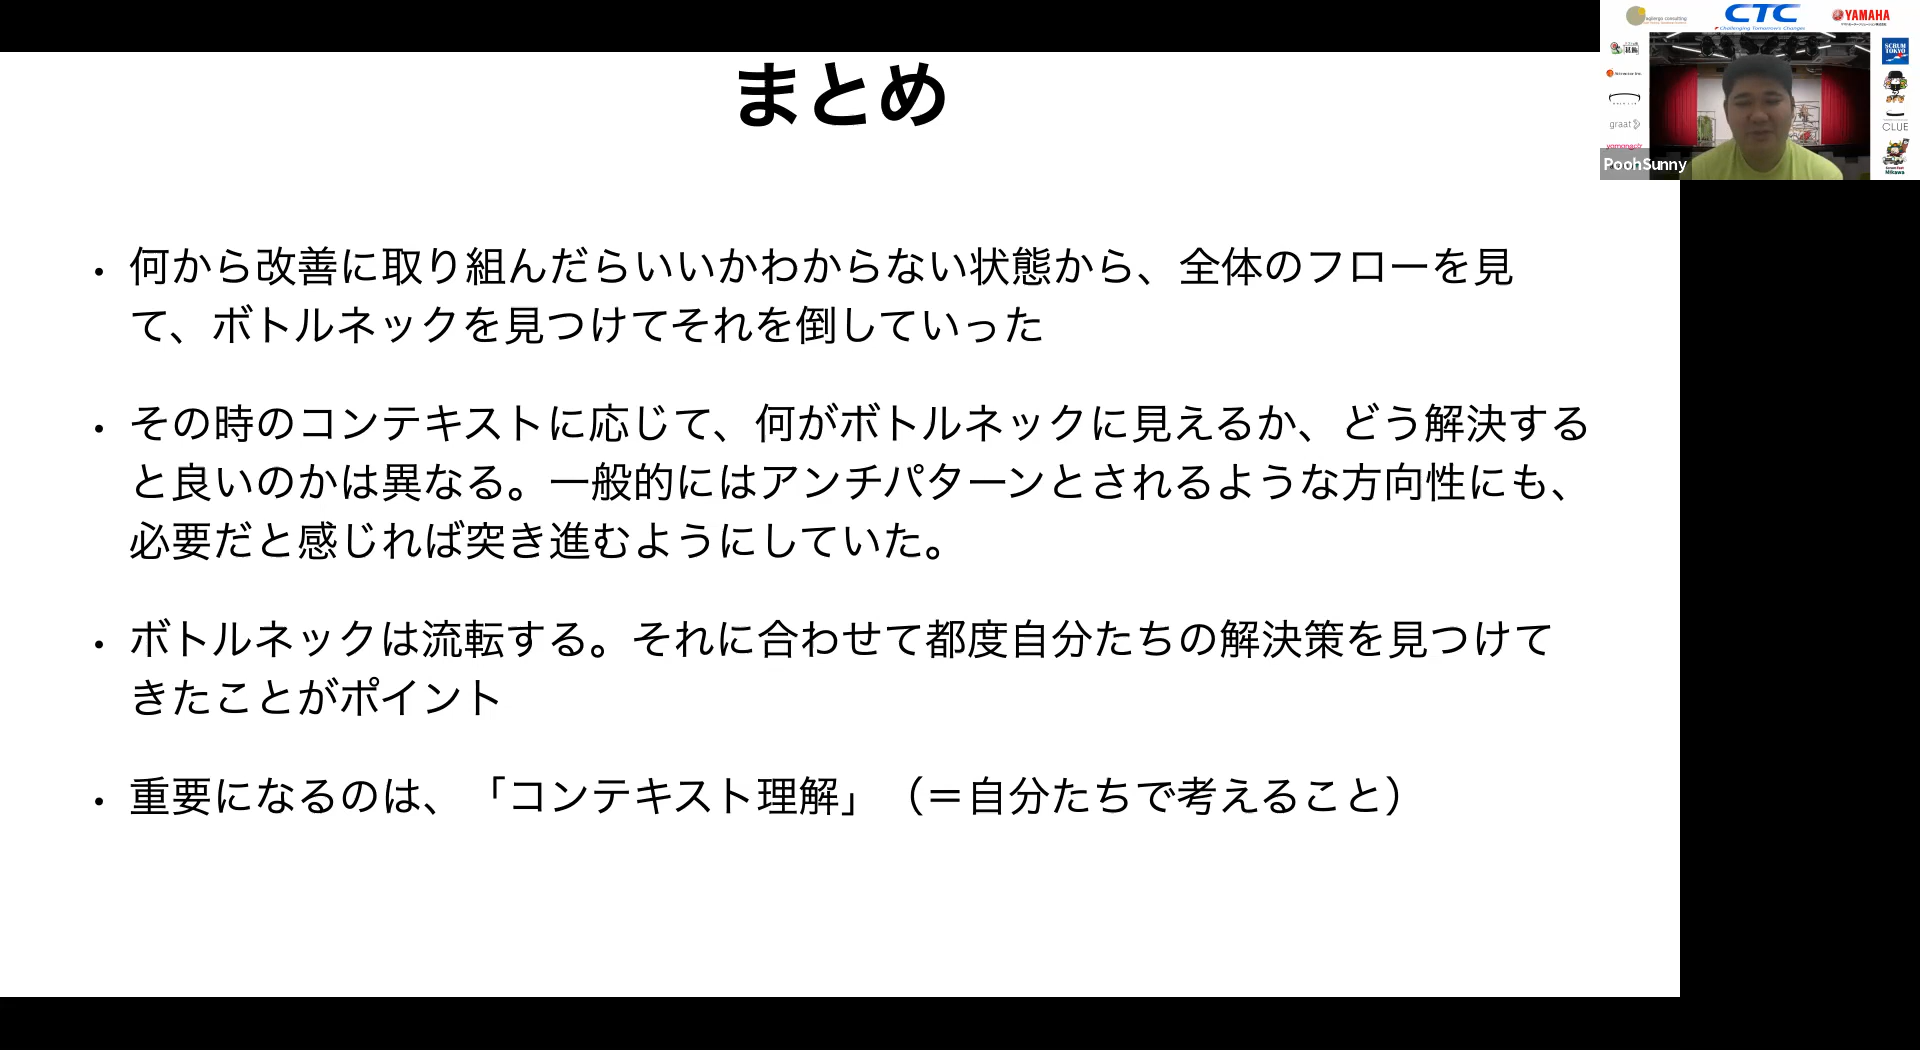 まとめ
• 何から改善に取り組んだらいいかわからない状態から、全体のフローを見
て、ボトルネックを見つけてそれを倒していった
• その時のコンテキストに応じて、何がボトルネックに見えるか、どう解決する
と良いのかは異なる。一般的にはアンチパターンとされるような方向性にも、
必要だと感じれば突き進むようにしていた。
• ボトルネックは流転する。それに合わせて都度自分たちの解決策を見つけて
きたことがポイント
• 重要になるのは、「コンテキスト理解」（＝自分たちで考えること）
agilergo consulting
CTC
Challenging Tomorrow's Changes
YAMAHA
SCRUM
TOKYO
graat
CLUE
PoohSunny
Mikawa